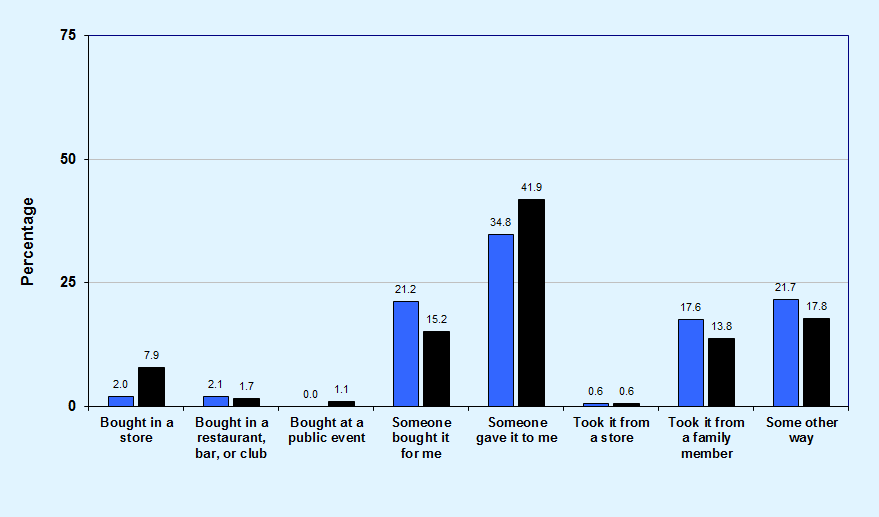 75
50
25
0
Percentage
2.0
7.9
2.1
1.7
0.0
1.1
21.2
15.2
34.8
41.9
0.6
0.6
17.6
13.8
21.7
17.8
Bought in a
store
Bought in a
restaurant,
bar, or club
Bought at a
public event
Someone
bought it
for me
Someone
gave it to me
Took it from
a store
Took it from
a family
member
Some other
way